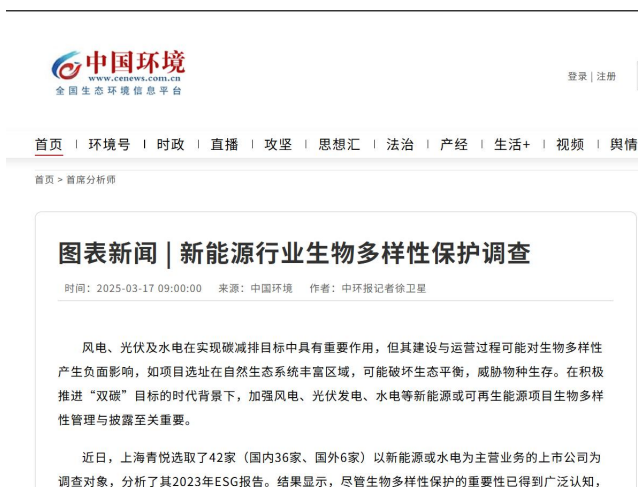 中国环境
www.cenews.com.cn
全国生态环境信息平台
登录 | 注册
首页 | 环境号 | 时政 | 直播 | 攻坚 | 思想汇 | 法治 | 产经 | 生活+ | 视频 | 舆情
首页 > 首席分析师
图表新闻 | 新能源行业生物多样性保护调查
时间：2025-03-17 09:00:00 来源：中国环境 作者：中环报记者徐卫星
风电、光伏及水电在实现碳减排目标中具有重要作用，但其建设与运营过程可能对生物多样性
产生负面影响，如项目选址在自然生态系统丰富区域，可能破坏生态平衡，威胁物种生存。在积极
推进“双碳”目标的时代背景下，加强风电、光伏发电、水电等新能源或可再生能源项目生物多样
性管理与披露至关重要。
近日，上海青悦选取了42家（国内36家、国外6家）以新能源或水电为主营业务的上市公司为
调查对象，分析了其2023年ESG报告。结果显示，尽管生物多样性保护的重要性已得到广泛认知，